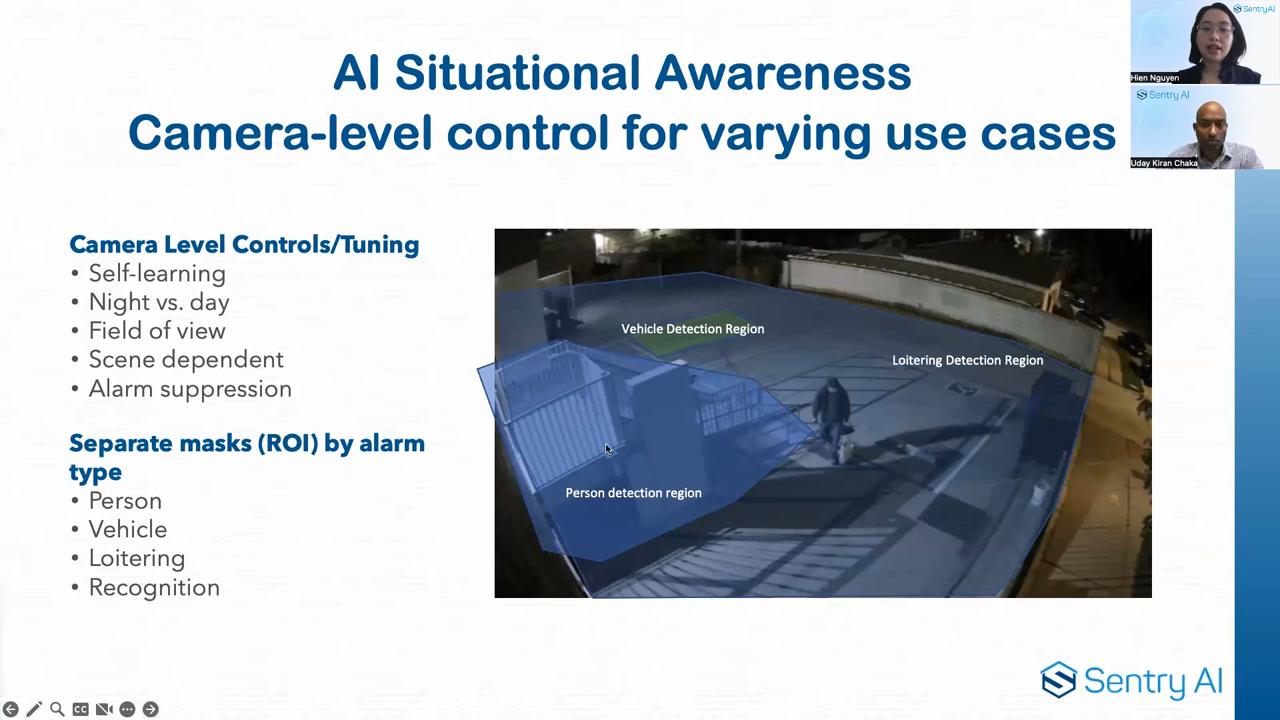 AI Situational Awareness
Camera-level control for varying use cases
SentryAI
Hien Nguyen
Sentry AI
Uday Kiran Chaka
Camera Level Controls/Tuning
• Self-learning
• Night vs. day
• Field of view
• Scene dependent
• Alarm suppression
Separate masks (ROI) by alarm
type
• Person
• Vehicle
• Loitering
• Recognition
Vehicle Detection Region
Loitering Detection Region
Person detection region
Sentry AI
CC